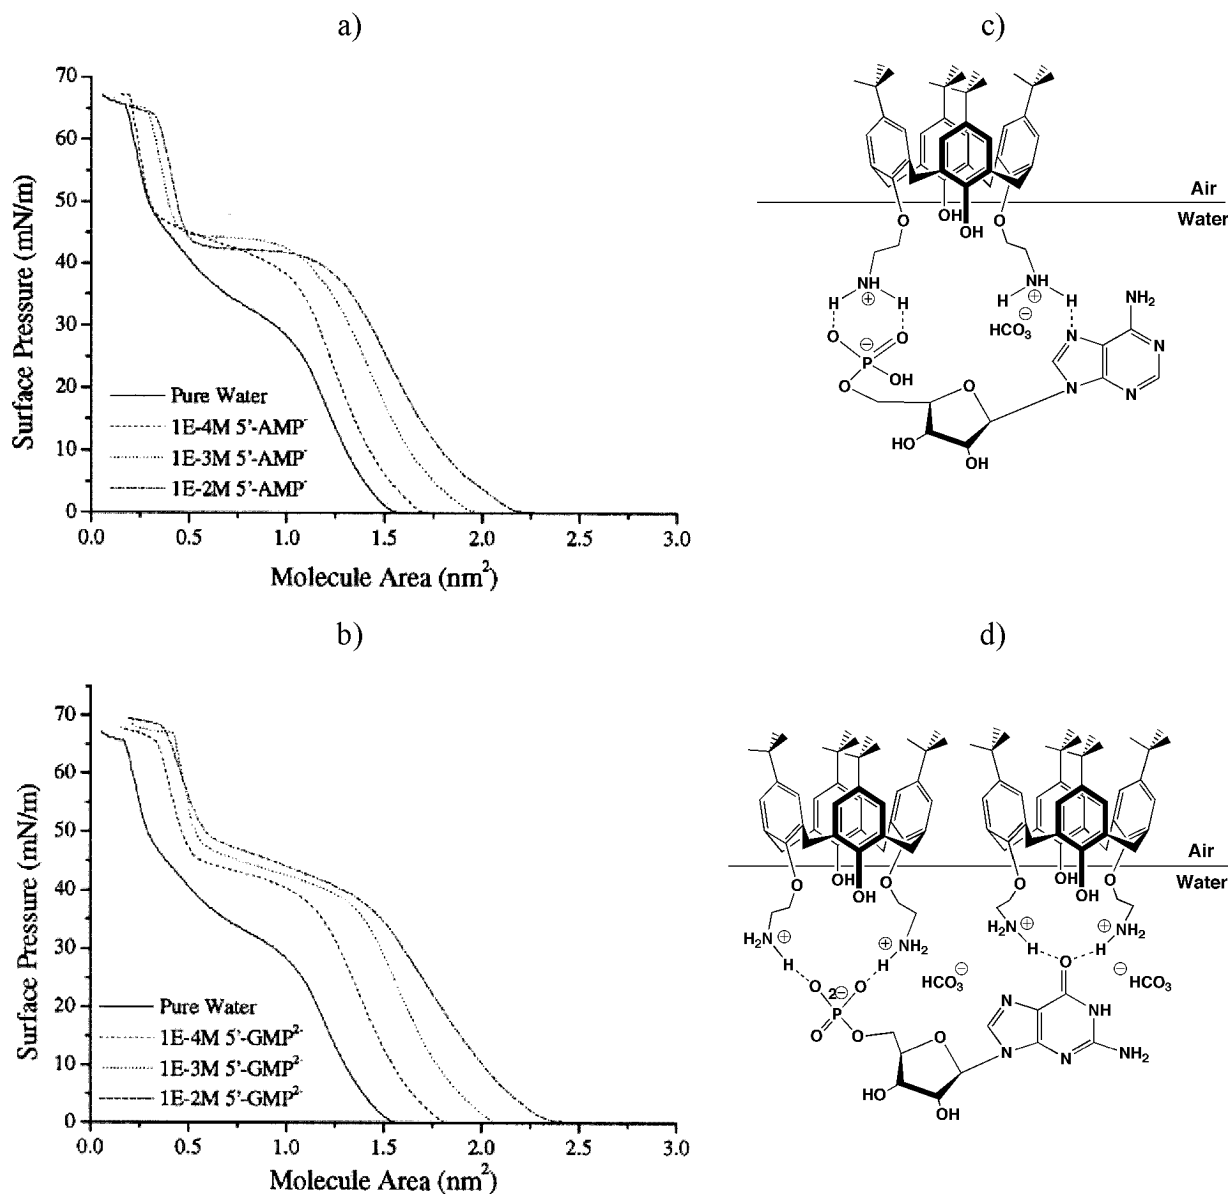 a)
Surface Pressure (mN/m)
70
60
50
40
30
20
10
0
Pure Water
1E-4M 5'-AMP-
1E-3M 5'-AMP-
1E-2M 5'-AMP-
0.0 0.5 1.0 1.5 2.0 2.5 3.0
Molecule Area (nm²)
c)
Air
Water
OH
O OH O
NH NH
⊕ ⊕
H H H H
⊖
HCO₃
NH₂
O O
P ⊖
O OH
N N
N N
O
HO
OH
b)
Surface Pressure (mN/m)
70
60
50
40
30
20
10
0
Pure Water
1E-4M 5'-GMP²-
1E-3M 5'-GMP²-
1E-2M 5'-GMP²-
0.0 0.5 1.0 1.5 2.0 2.5 3.0
Molecule Area (nm²)
d)
Air
Water
OH OH
O OH O O OH O
⊕ ⊕ ⊕ ⊕
H₂N NH₂ H₂N NH₂
H H H H
O 2⊖ O HCO₃⊖ O ⊖HCO₃
P
O O
N NH
N N NH₂
O
HO
OH